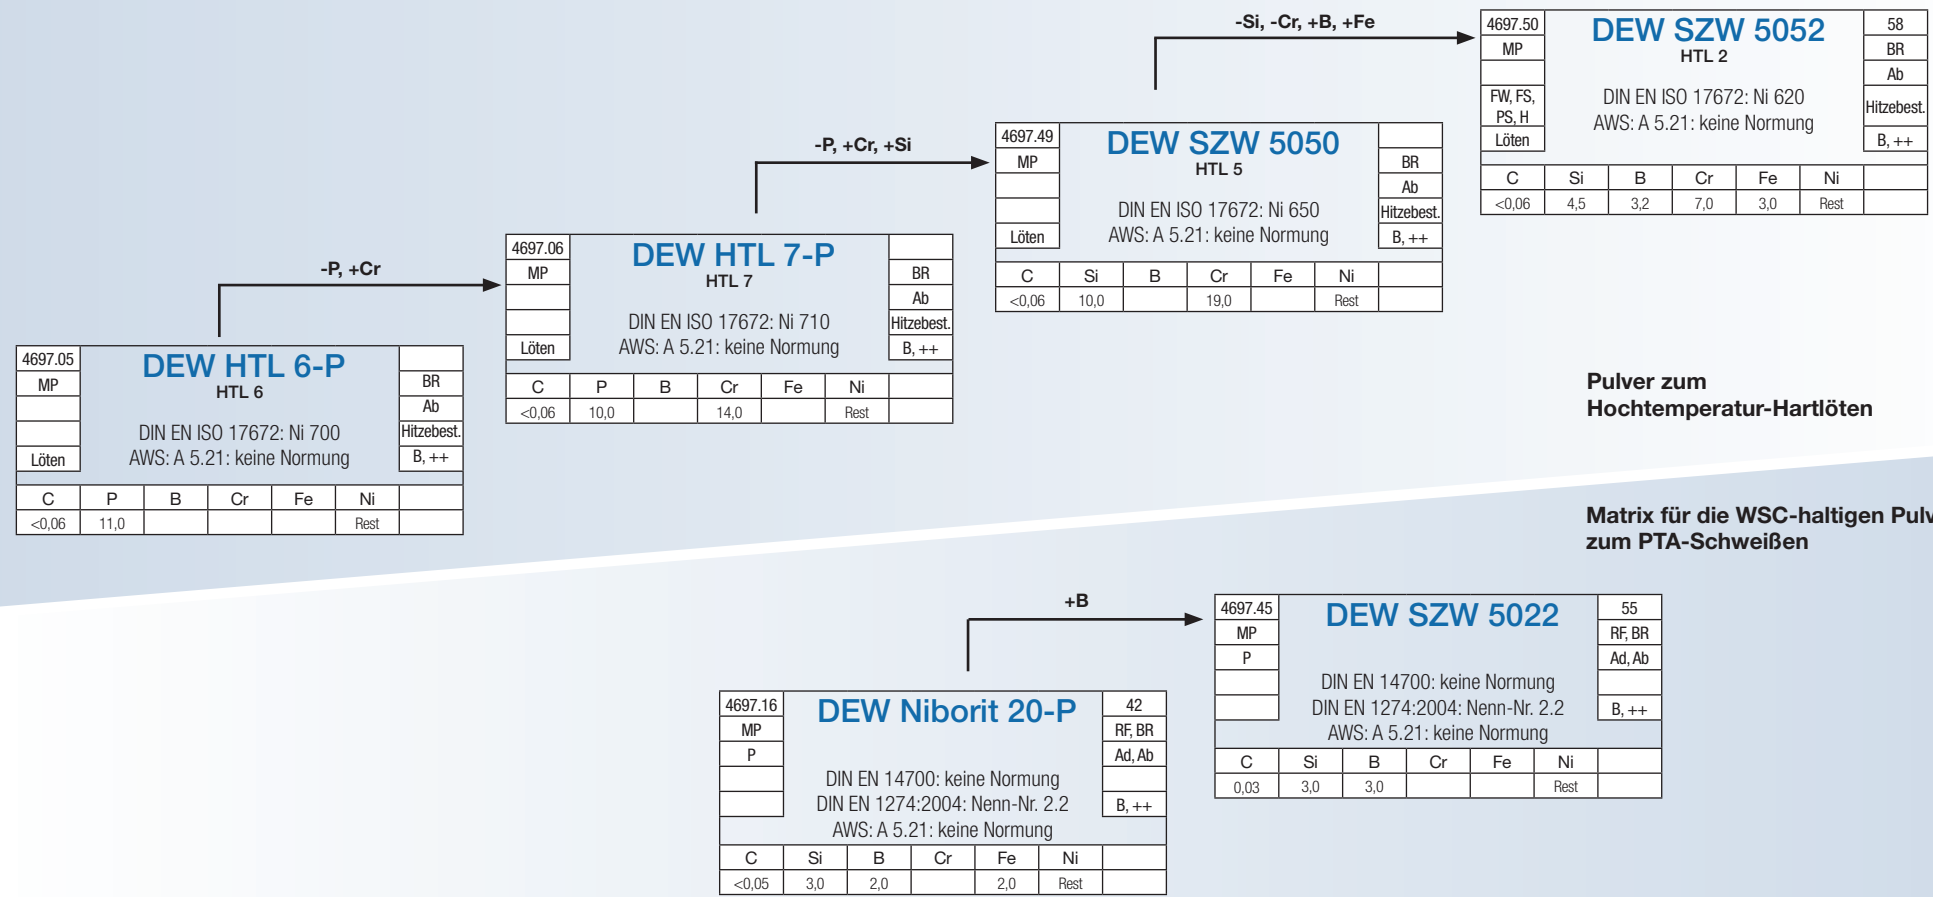 -Si, -Cr, +B, +Fe
4697.50
MP
FW, FS,
PS, H
Löten
DEW SZW 5052
HTL 2
DIN EN ISO 17672: Ni 620
AWS: A 5.21: keine Normung
58
BR
Ab
Hitzebest.
B, ++
C Si B Cr Fe Ni
<0,06 4,5 3,2 7,0 3,0 Rest
-P, +Cr, +Si
4697.49
MP
Löten
DEW SZW 5050
HTL 5
DIN EN ISO 17672: Ni 650
AWS: A 5.21: keine Normung
BR
Ab
Hitzebest.
B, ++
C Si B Cr Fe Ni
<0,06 10,0 19,0 Rest
-P, +Cr
4697.06
MP
Löten
DEW HTL 7-P
HTL 7
DIN EN ISO 17672: Ni 710
AWS: A 5.21: keine Normung
BR
Ab
Hitzebest.
B, ++
C P B Cr Fe Ni
<0,06 10,0 14,0 Rest
4697.05
MP
Löten
DEW HTL 6-P
HTL 6
DIN EN ISO 17672: Ni 700
AWS: A 5.21: keine Normung
BR
Ab
Hitzebest.
B, ++
C P B Cr Fe Ni
<0,06 11,0 Rest
Pulver zum
Hochtemperatur-Hartlöten
Matrix für die WSC-haltigen Pulv
zum PTA-Schweißen
+B
4697.45
MP
P
DEW SZW 5022
DIN EN 14700: keine Normung
DIN EN 1274:2004: Nenn-Nr. 2.2
AWS: A 5.21: keine Normung
55
RF, BR
Ad, Ab
B, ++
C Si B Cr Fe Ni
0,03 3,0 3,0 Rest
4697.16
MP
P
DEW Niborit 20-P
DIN EN 14700: keine Normung
DIN EN 1274:2004: Nenn-Nr. 2.2
AWS: A 5.21: keine Normung
42
RF, BR
Ad, Ab
B, ++
C Si B Cr Fe Ni
<0,05 3,0 2,0 2,0 Rest